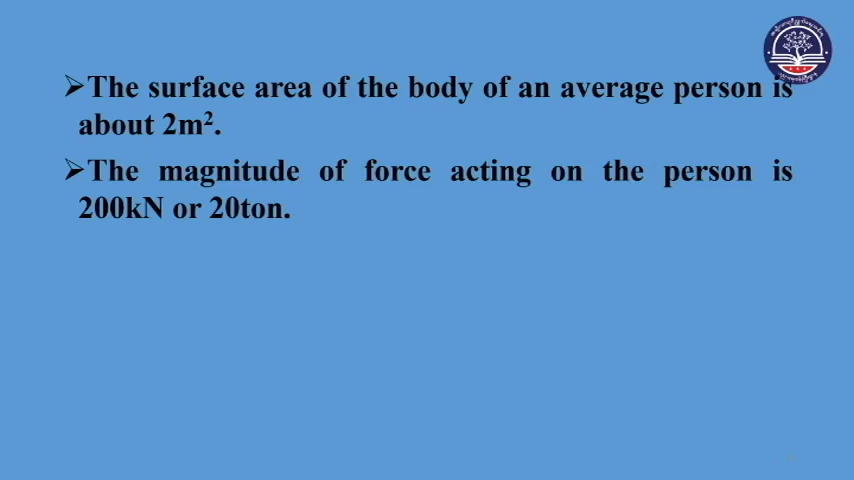 ➢The surface area of the body of an average person is
about 2m².
➢The magnitude of force acting on the person is
200kN or 20ton.